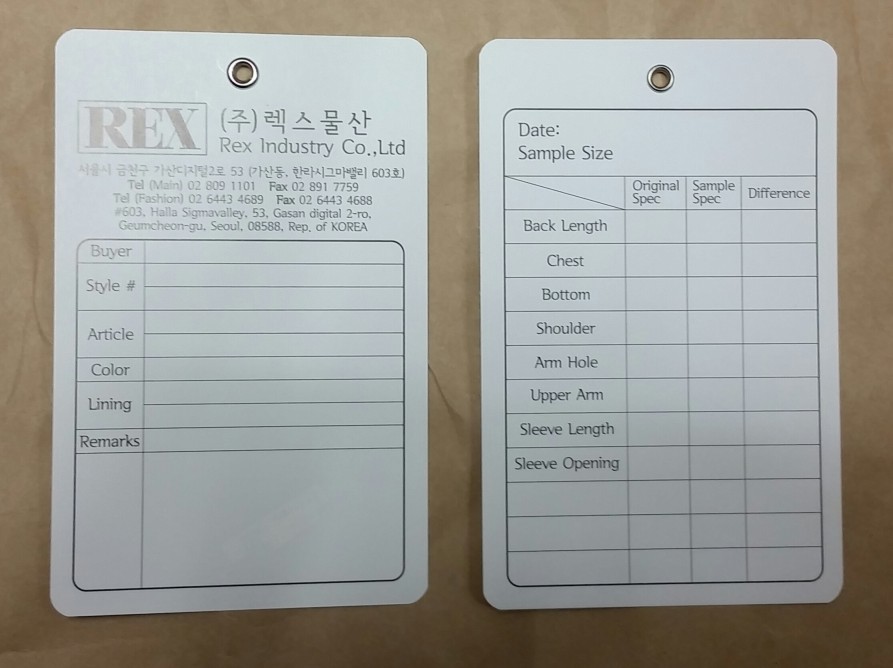 REX
(주)렉스물산
Rex Industry Co.,Ltd
서울시 금천구 가산디지털2로 53 (가산동, 한라시그마밸리 603호)
Tel (Main) 02 809 1101 Fax 02 891 7759
Tel (Fashion) 02 6443 4689 Fax 02 6443 4688
#603, Halla Sigmavalley, 53, Gasan digital 2-ro,
Geumcheon-gu, Seoul, 08588, Rep. of KOREA
Buyer
Style #
Article
Color
Lining
Remarks
Date:
Sample Size
Original Spec Sample Spec Difference
Back Length
Chest
Bottom
Shoulder
Arm Hole
Upper Arm
Sleeve Length
Sleeve Opening